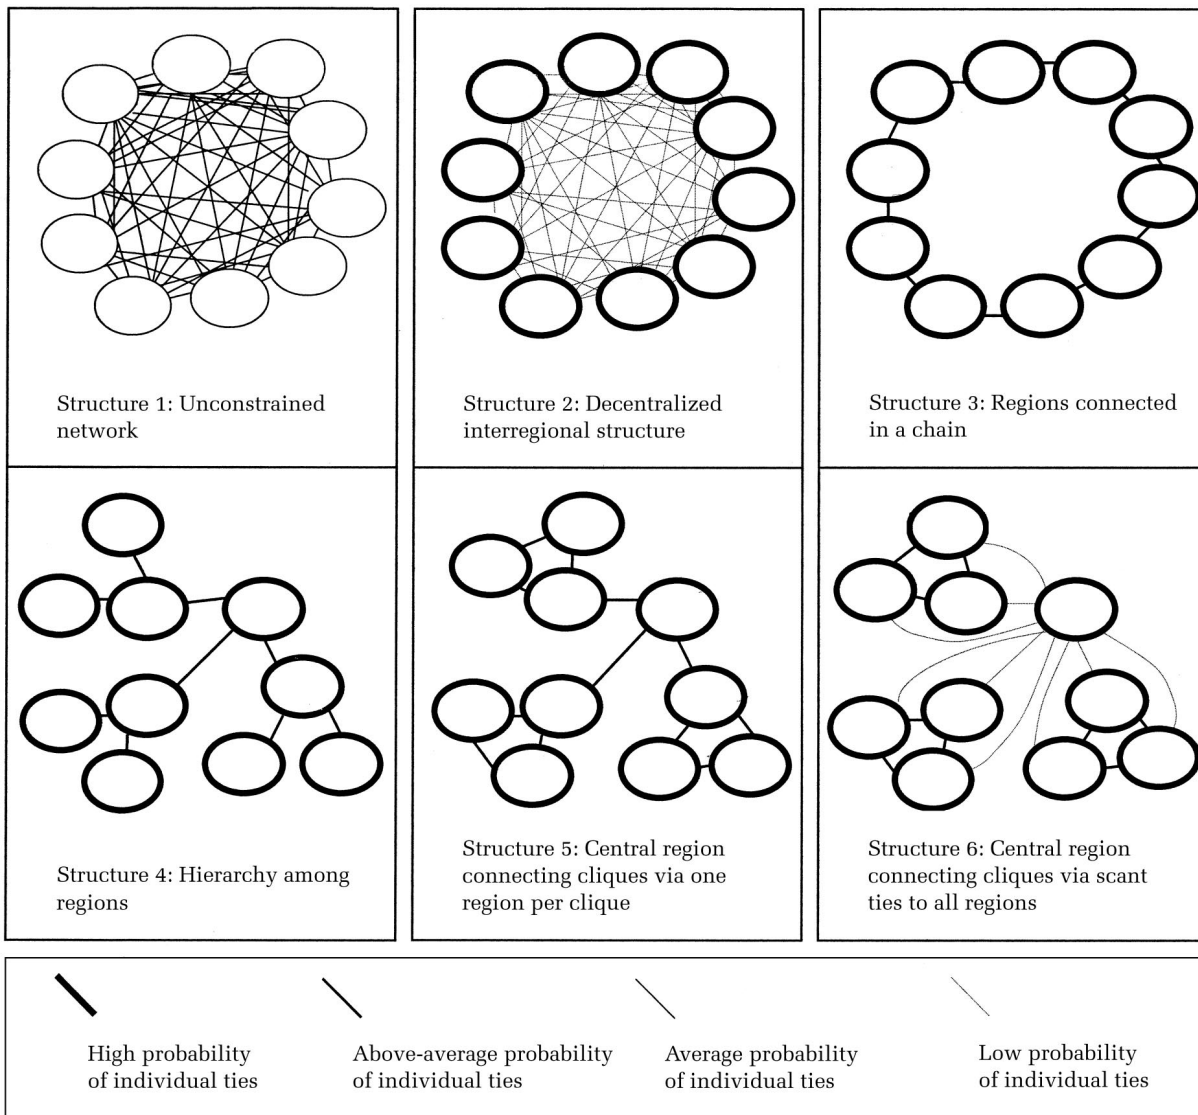 Structure 1: Unconstrained
network
Structure 2: Decentralized
interregional structure
Structure 3: Regions connected
in a chain
Structure 4: Hierarchy among
regions
Structure 5: Central region
connecting cliques via one
region per clique
Structure 6: Central region
connecting cliques via scant
ties to all regions
High probability
of individual ties
Above-average probability
of individual ties
Average probability
of individual ties
Low probability
of individual ties